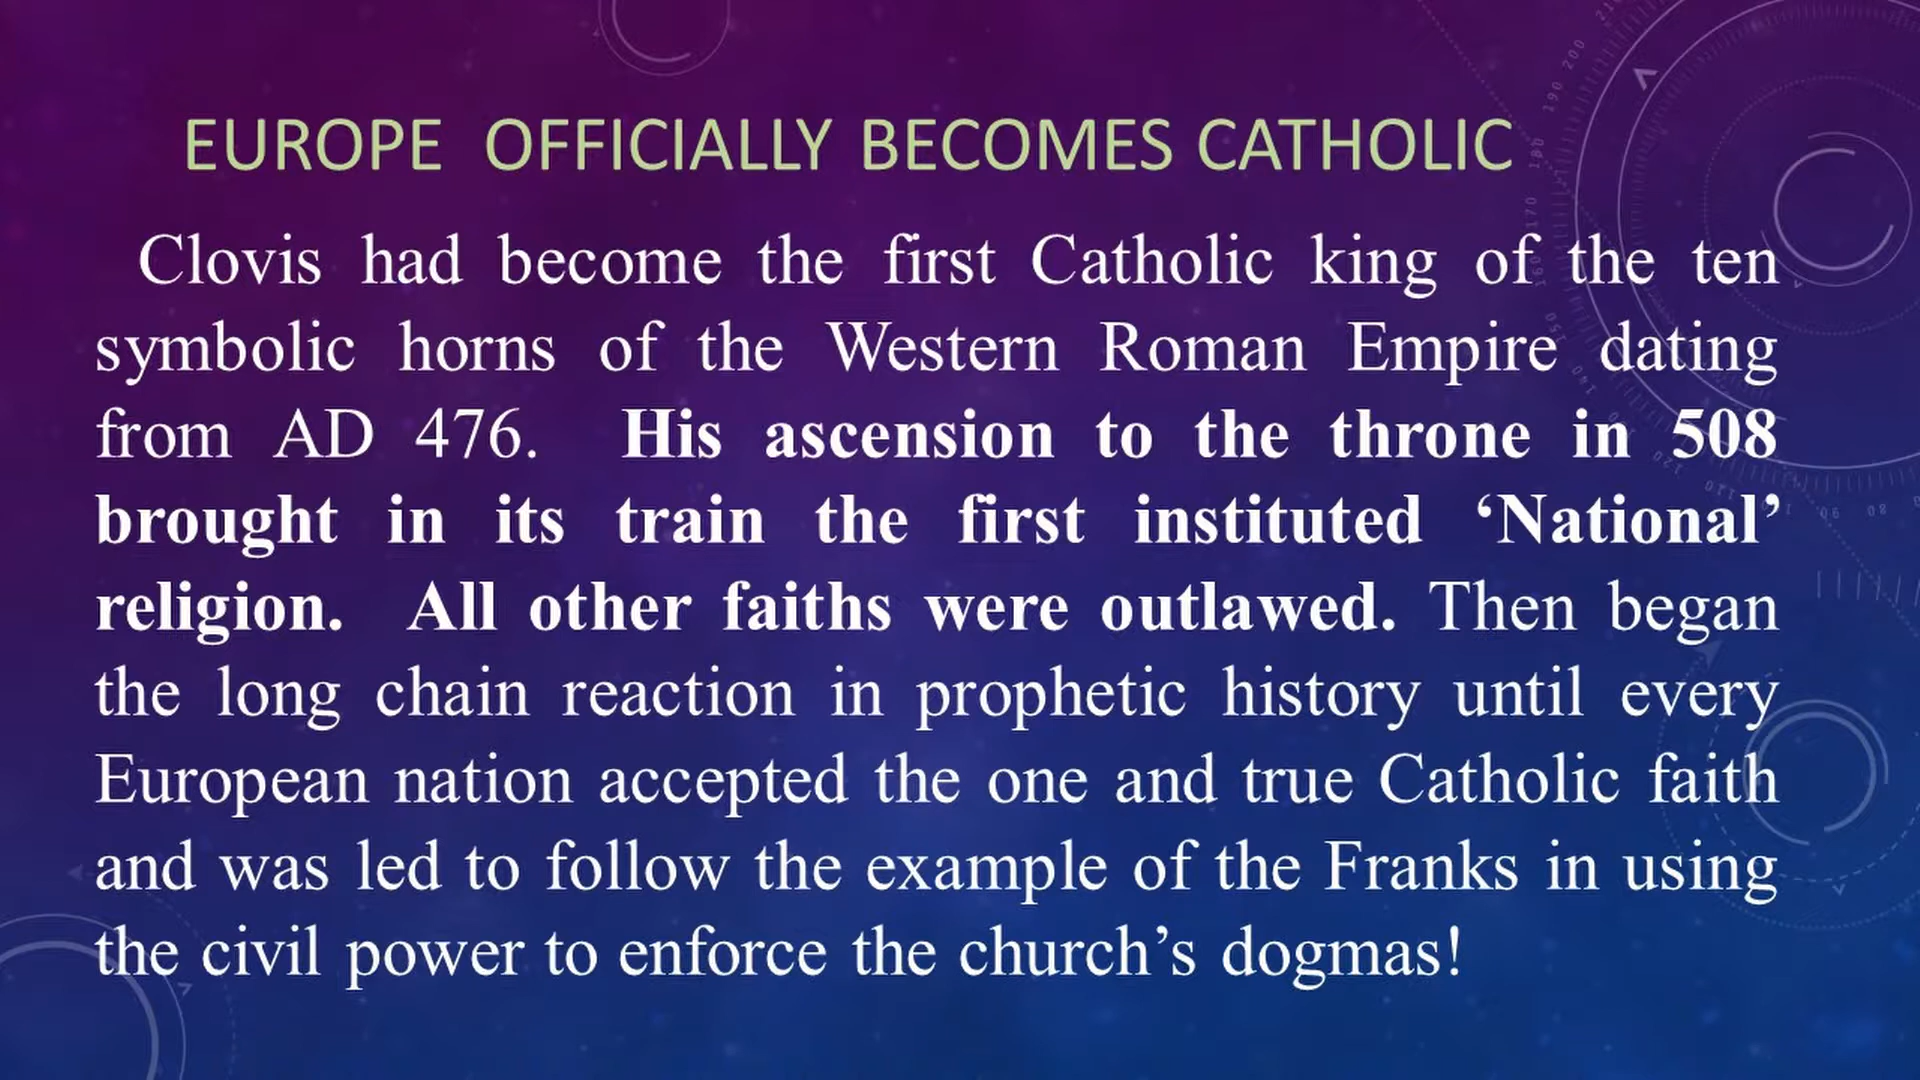 EUROPE OFFICIALLY BECOMES CATHOLIC
Clovis had become the first Catholic king of the ten
symbolic horns of the Western Roman Empire dating
from AD 476. His ascension to the throne in 508
brought in its train the first instituted ‘National’
religion. All other faiths were outlawed. Then began
the long chain reaction in prophetic history until every
European nation accepted the one and true Catholic faith
and was led to follow the example of the Franks in using
the civil power to enforce the church’s dogmas!